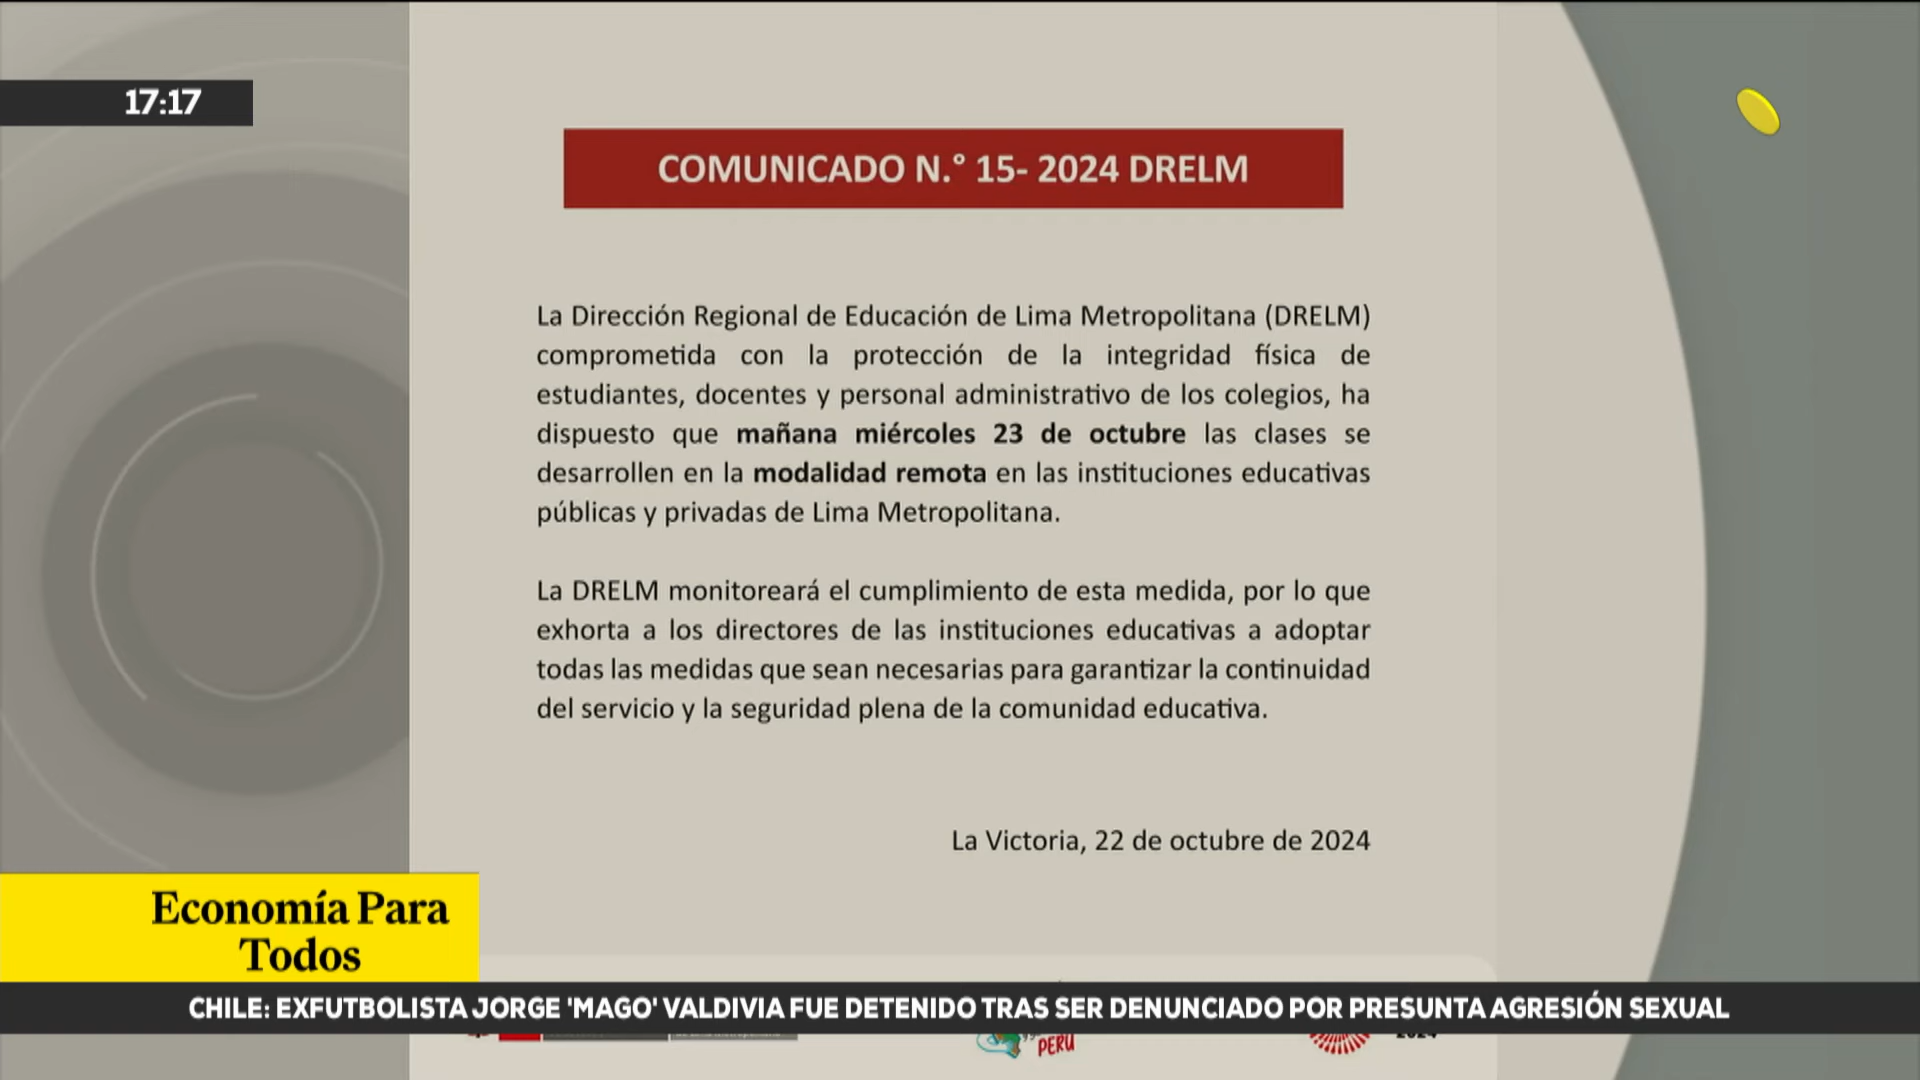 17:17
COMUNICADO N.° 15- 2024 DRELM
La Dirección Regional de Educación de Lima Metropolitana (DRELM)
comprometida con la protección de la integridad física de
estudiantes, docentes y personal administrativo de los colegios, ha
dispuesto que mañana miércoles 23 de octubre las clases se
desarrollen en la modalidad remota en las instituciones educativas
públicas y privadas de Lima Metropolitana.
La DRELM monitoreará el cumplimiento de esta medida, por lo que
exhorta a los directores de las instituciones educativas a adoptar
todas las medidas que sean necesarias para garantizar la continuidad
del servicio y la seguridad plena de la comunidad educativa.
La Victoria, 22 de octubre de 2024
Economía Para
Todos
CHILE: EXFUTBOLISTA JORGE 'MAGO' VALDIVIA FUE DETENIDO TRAS SER DENUNCIADO POR PRESUNTA AGRESIÓN SEXUAL
PERÚ
2024